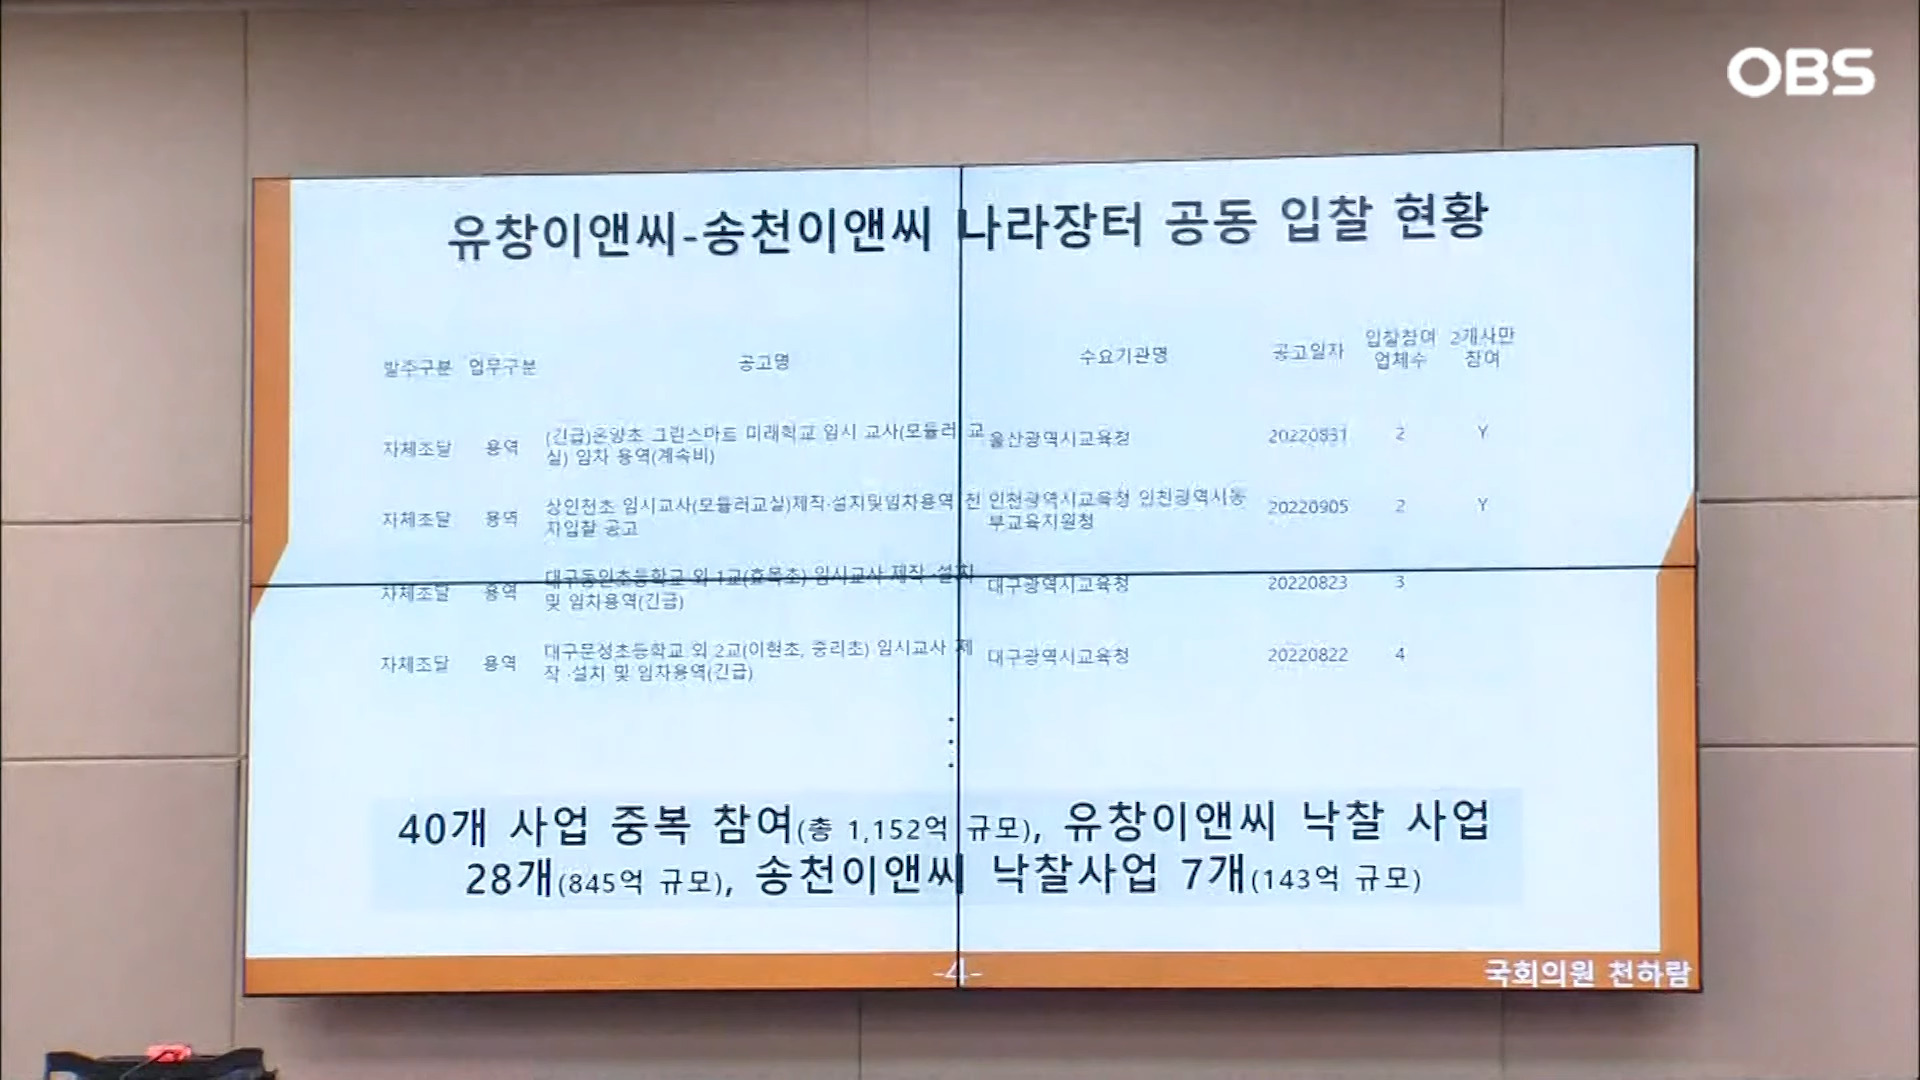 OBS
유창이앤씨-송천이앤씨 나라장터 공동 입찰 현황
발주구분 업무구분 공고명 수요기관명 공고일자 입찰참여 업체수 2개사만 참여
자체조달 용역 (긴급)온양초 그린스마트 미래학교 임시 교사(모듈러 교 울산광역시교육청 20220831 2 Y
실) 임차 용역(계속비)
자체조달 용역 상인천초 임시교사(모듈러교실)제작·설치및임차용역 전 인천광역시교육청 인천광역시동 20220905 2 Y
자입찰 공고 부교육지원청
자체조달 용역 대구동인초등학교 외 1교(효목초) 임시교사 제작·설치 대구광역시교육청 20220823 3
및 임차용역(긴급)
자체조달 용역 대구문성초등학교 외 2교(이현초, 중리초) 임시교사 제 대구광역시교육청 20220822 4
작·설치 및 임차용역(긴급)
40개 사업 중복 참여(총 1,152억 규모), 유창이앤씨 낙찰 사업
28개(845억 규모), 송천이앤씨 낙찰사업 7개(143억 규모)
-4-
국회의원 천하람